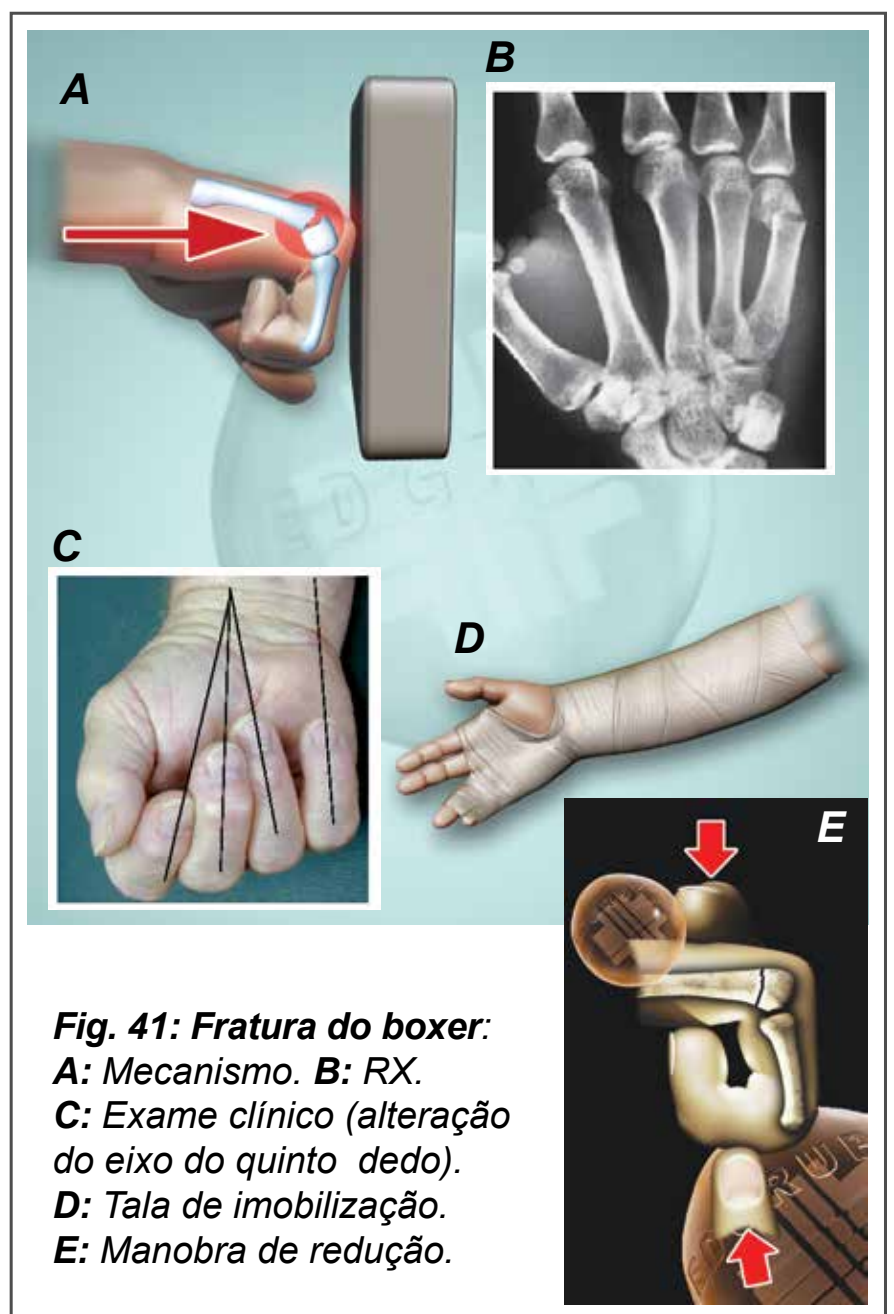 A
B
C
D
E
Fig. 41: Fratura do boxer:
A: Mecanismo. B: RX.
C: Exame clínico (alteração
do eixo do quinto dedo).
D: Tala de imobilização.
E: Manobra de redução.